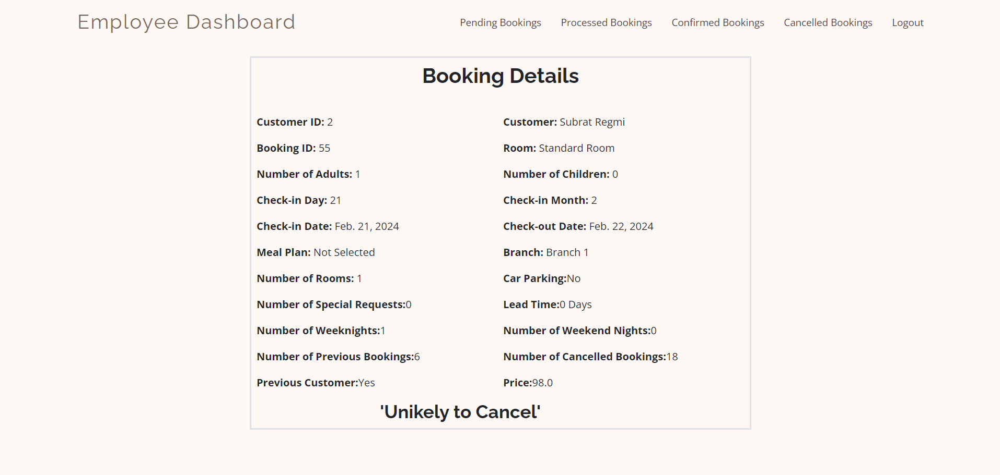 Employee Dashboard
Pending Bookings Processed Bookings Confirmed Bookings Cancelled Bookings Logout
Booking Details
Customer ID: 2 Customer: Subrat Regmi
Booking ID: 55 Room: Standard Room
Number of Adults: 1 Number of Children: 0
Check-in Day: 21 Check-in Month: 2
Check-in Date: Feb. 21, 2024 Check-out Date: Feb. 22, 2024
Meal Plan: Not Selected Branch: Branch 1
Number of Rooms: 1 Car Parking:No
Number of Special Requests:0 Lead Time:0 Days
Number of Weeknights:1 Number of Weekend Nights:0
Number of Previous Bookings:6 Number of Cancelled Bookings:18
Previous Customer:Yes Price:98.0
'Unikely to Cancel'